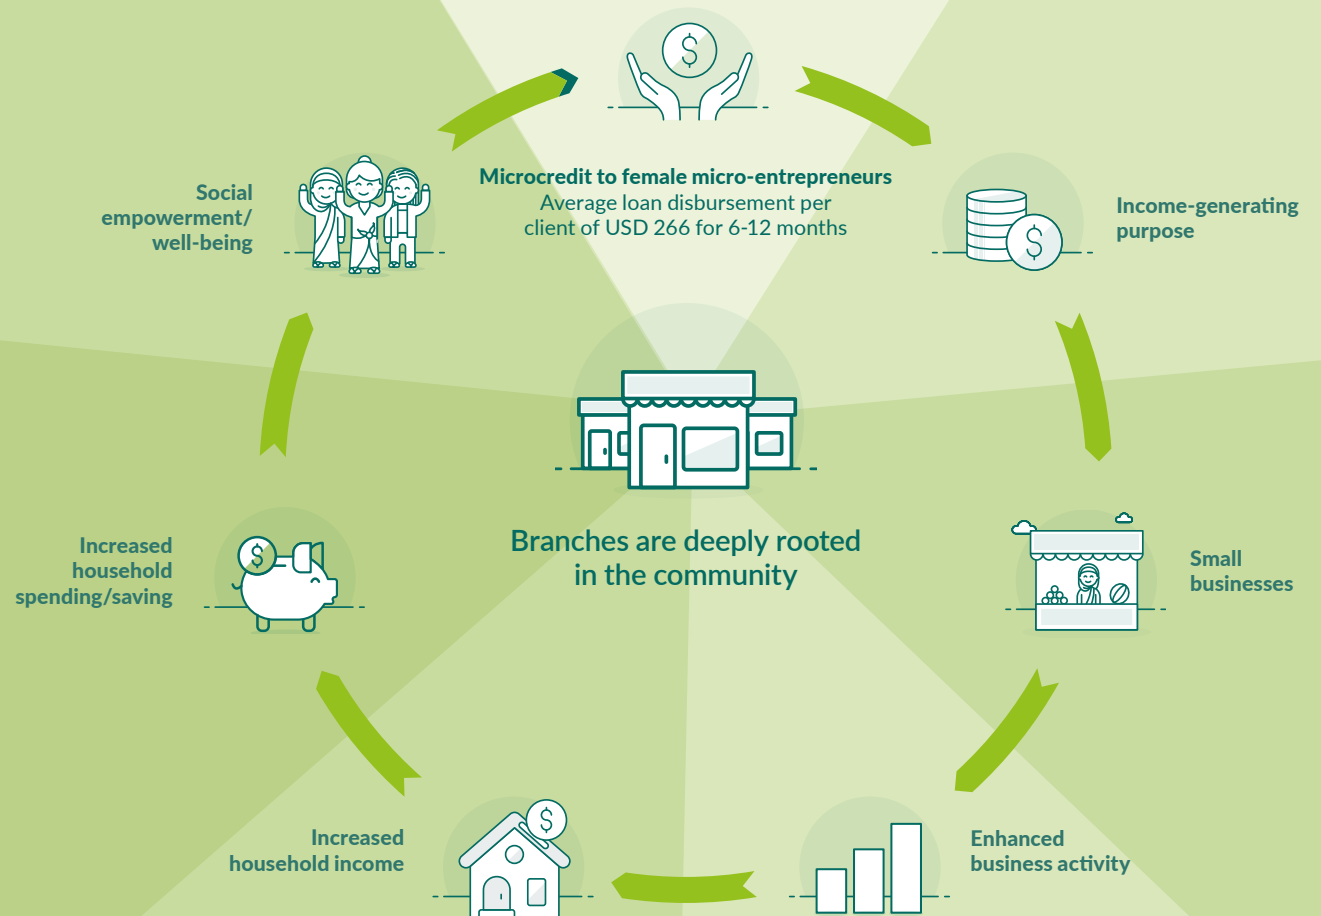 Microcredit to female micro-entrepreneurs
Average loan disbursement per
client of USD 266 for 6-12 months
Income-generating
purpose
Small
businesses
Enhanced
business activity
Increased
household income
Increased
household
spending/saving
Social
empowerment/
well-being
Branches are deeply rooted
in the community